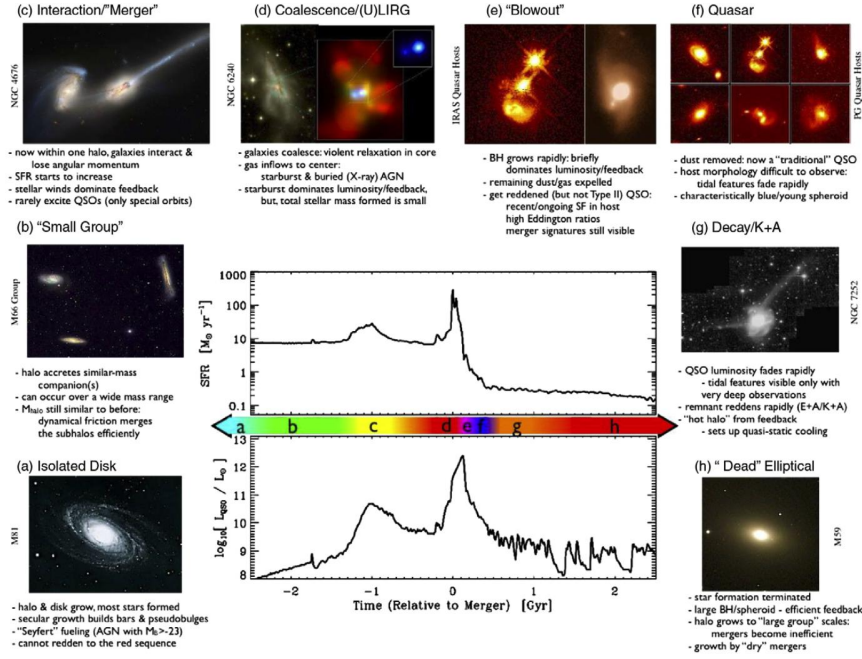 (c) Interaction/"Merger"
NGC 4676
- now within one halo, galaxies interact &
lose angular momentum
- SFR starts to increase
- stellar winds dominate feedback
- rarely excite QSOs (only special orbits)
(d) Coalescence/(U)LIRG
NGC 6240
- galaxies coalesce: violent relaxation in core
- gas inflows to center:
starburst & buried (X-ray) AGN
- starburst dominates luminosity/feedback,
but, total stellar mass formed is small
(e) "Blowout"
IRAS Quasar Hosts
- BH grows rapidly: briefly
dominates luminosity/feedback
- remaining dust/gas expelled
- get reddened (but not Type II) QSO:
recent/ongoing SF in host
high Eddington ratios
merger signatures still visible
(f) Quasar
PG Quasar Hosts
- dust removed: now a "traditional" QSO
- host morphology difficult to observe:
tidal features fade rapidly
- characteristically blue/young spheroid
(b) "Small Group"
M66 Group
- halo accretes similar-mass
companion(s)
- can occur over a wide mass range
- Mhalo still similar to before:
dynamical friction merges
the subhalos efficiently
(a) Isolated Disk
M81
- halo & disk grow, most stars formed
- secular growth builds bars & pseudobulges
- "Seyfert" fueling (AGN with MB>-23)
- cannot redden to the red sequence
1000
100
10
1
0.1
SFR [M⊙ yr⁻¹]
a b c d e f g h
13
12
11
10
9
8
log10[ LQSO / L⊙ ]
-2 -1 0 1 2
Time (Relative to Merger) [Gyr]
(g) Decay/K+A
NGC 7252
- QSO luminosity fades rapidly
- tidal features visible only with
very deep observations
- remnant reddens rapidly (E+A/K+A)
- "hot halo" from feedback
- sets up quasi-static cooling
(h) " Dead" Elliptical
M59
- star formation terminated
- large BH/spheroid - efficient feedback
- halo grows to "large group" scales:
mergers become inefficient
- growth by "dry" mergers